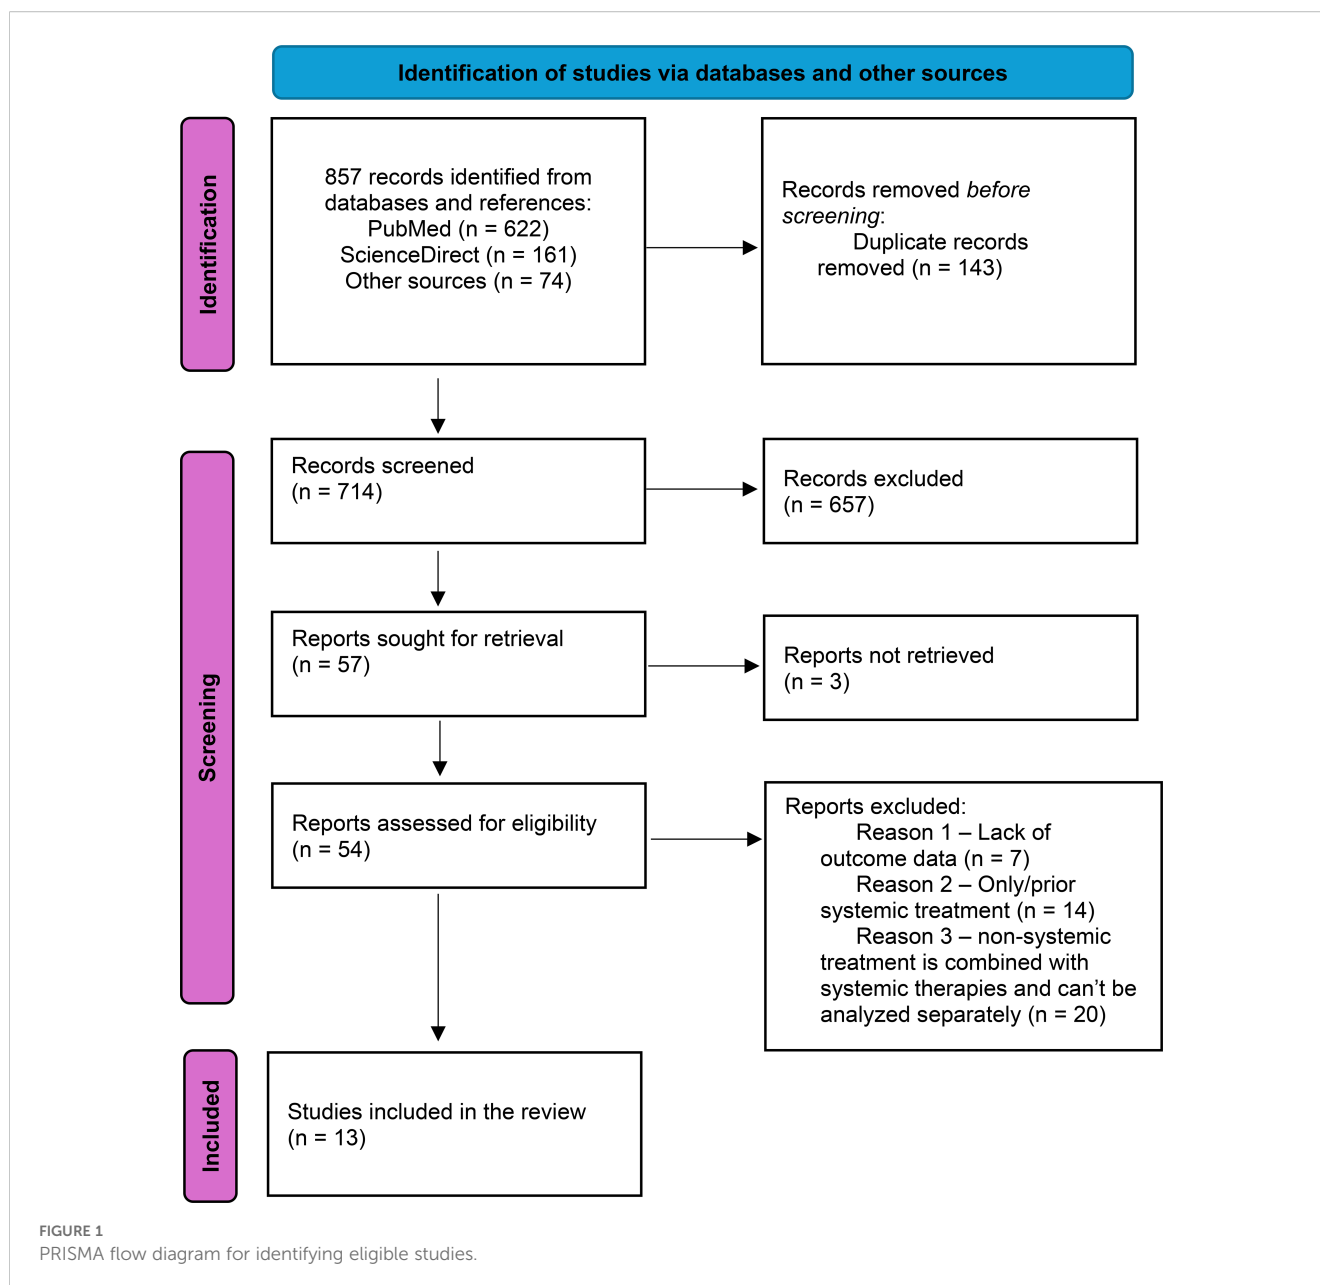 Identification of studies via databases and other sources
Identification
857 records identified from
databases and references:
PubMed (n = 622)
ScienceDirect (n = 161)
Other sources (n = 74)
Records removed before
screening:
Duplicate records
removed (n = 143)
Screening
Records screened
(n = 714)
Records excluded
(n = 657)
Reports sought for retrieval
(n = 57)
Reports not retrieved
(n = 3)
Reports assessed for eligibility
(n = 54)
Reports excluded:
Reason 1 – Lack of
outcome data (n = 7)
Reason 2 – Only/prior
systemic treatment (n = 14)
Reason 3 – non-systemic
treatment is combined with
systemic therapies and can’t be
analyzed separately (n = 20)
Included
Studies included in the review
(n = 13)
FIGURE 1
PRISMA flow diagram for identifying eligible studies.